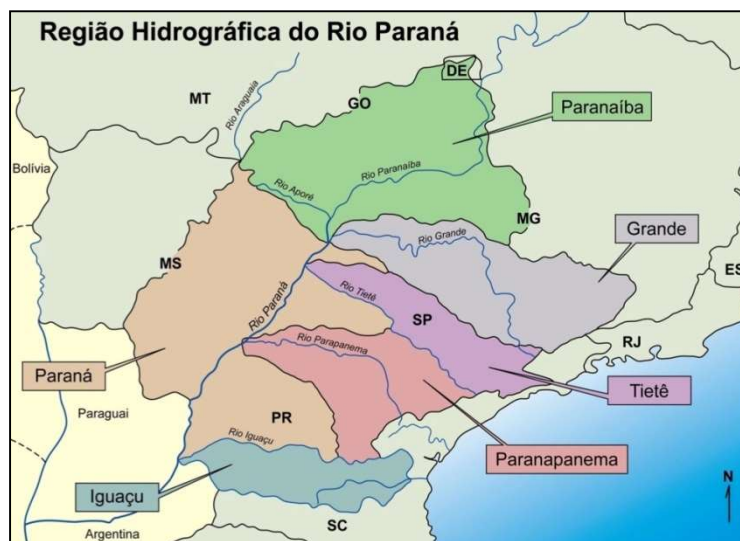 Região Hidrográfica do Rio Paraná
DE
MT
GO
Rio Araguaia
Paranaíba
Bolívia
Rio Paranaíba
Rio Aporé
MG
Grande
Rio Grande
MS
ES
Rio Paraná
Rio Tietê
SP
RJ
Rio Parapanema
Paraná
Tietê
Paraguai
PR
Rio Iguaçu
Paranapanema
Iguaçu
N
SC
Argentina